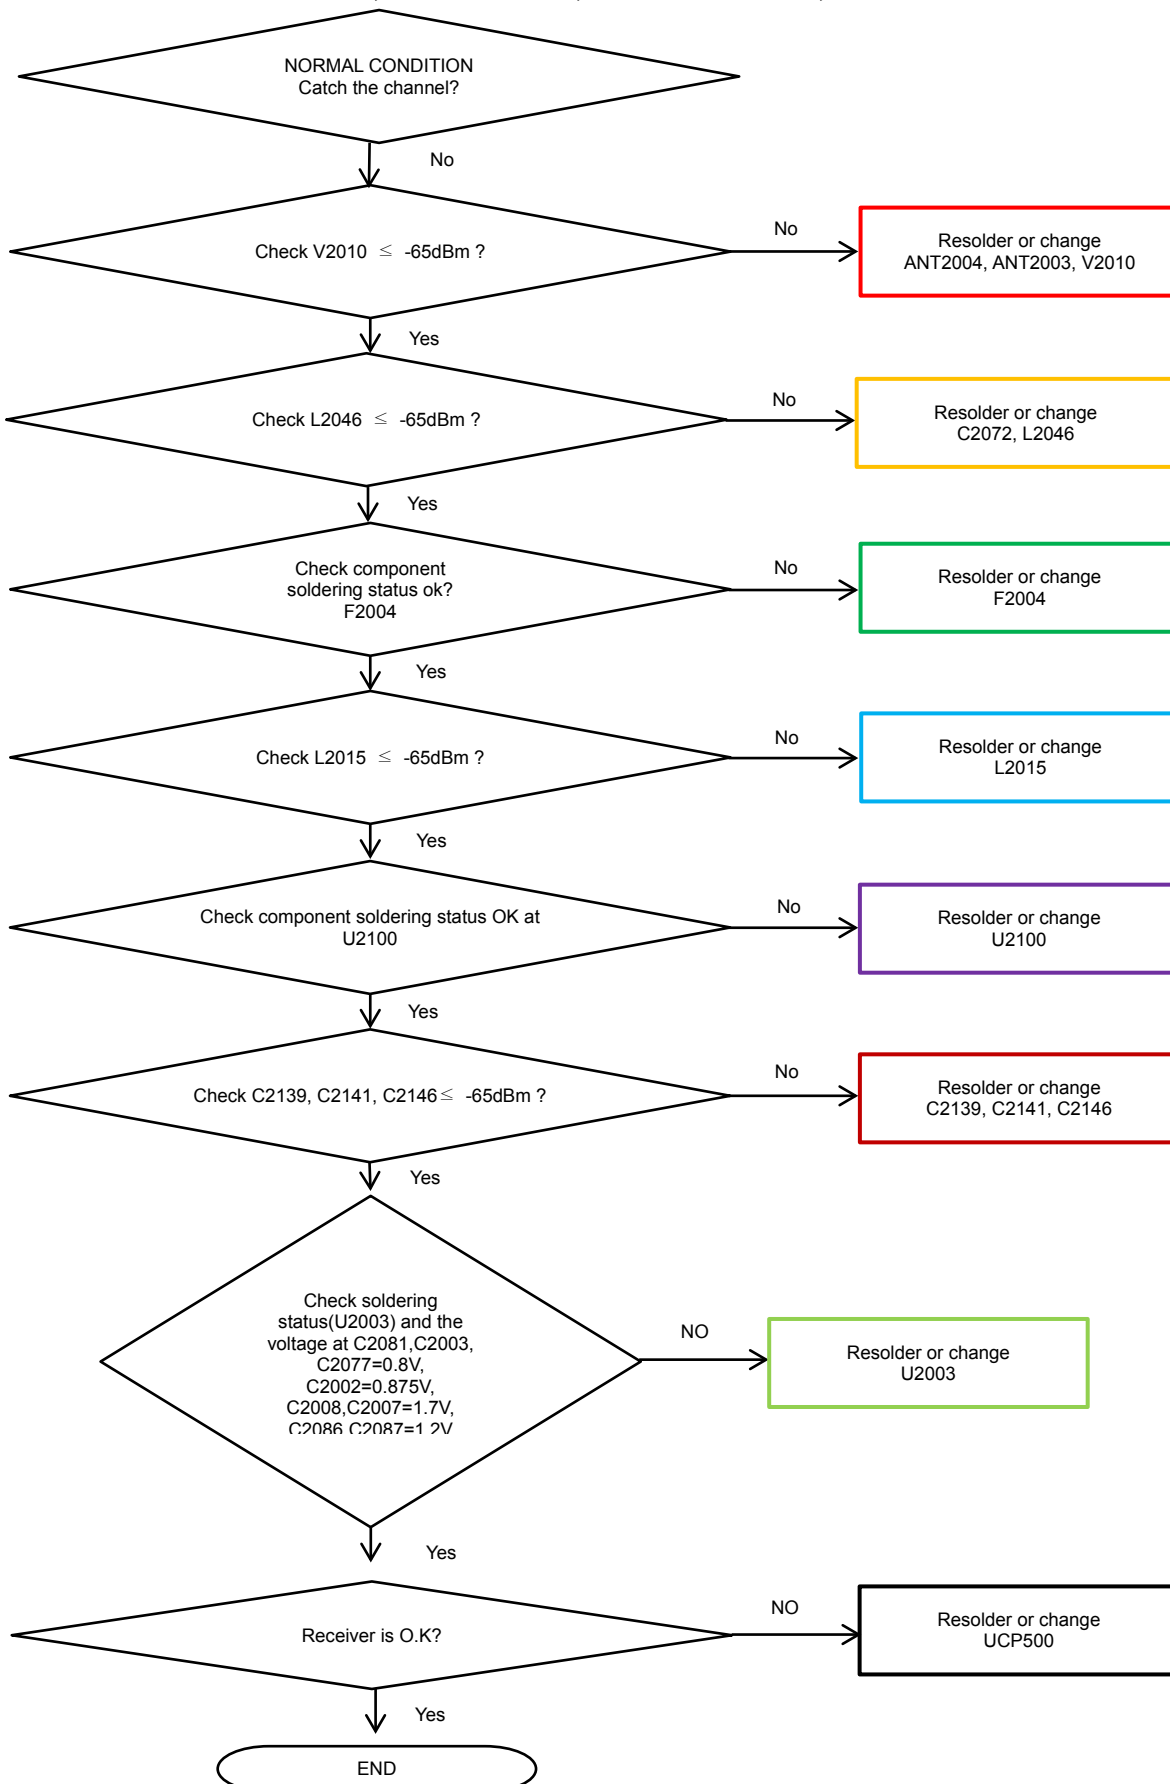 NORMAL CONDITION
Catch the channel?
No
Check V2010 ≤ -65dBm ?
No
Resolder or change
ANT2004, ANT2003, V2010
Yes
Check L2046 ≤ -65dBm ?
No
Resolder or change
C2072, L2046
Yes
Check component
soldering status ok?
F2004
No
Resolder or change
F2004
Yes
Check L2015 ≤ -65dBm ?
No
Resolder or change
L2015
Yes
Check component soldering status OK at
U2100
No
Resolder or change
U2100
Yes
Check C2139, C2141, C2146≤ -65dBm ?
No
Resolder or change
C2139, C2141, C2146
Yes
Check soldering
status(U2003) and the
voltage at C2081,C2003,
C2077=0.8V,
C2002=0.875V,
C2008,C2007=1.7V,
C2086,C2087=1.2V
NO
Resolder or change
U2003
Yes
Receiver is O.K?
NO
Resolder or change
UCP500
Yes
END